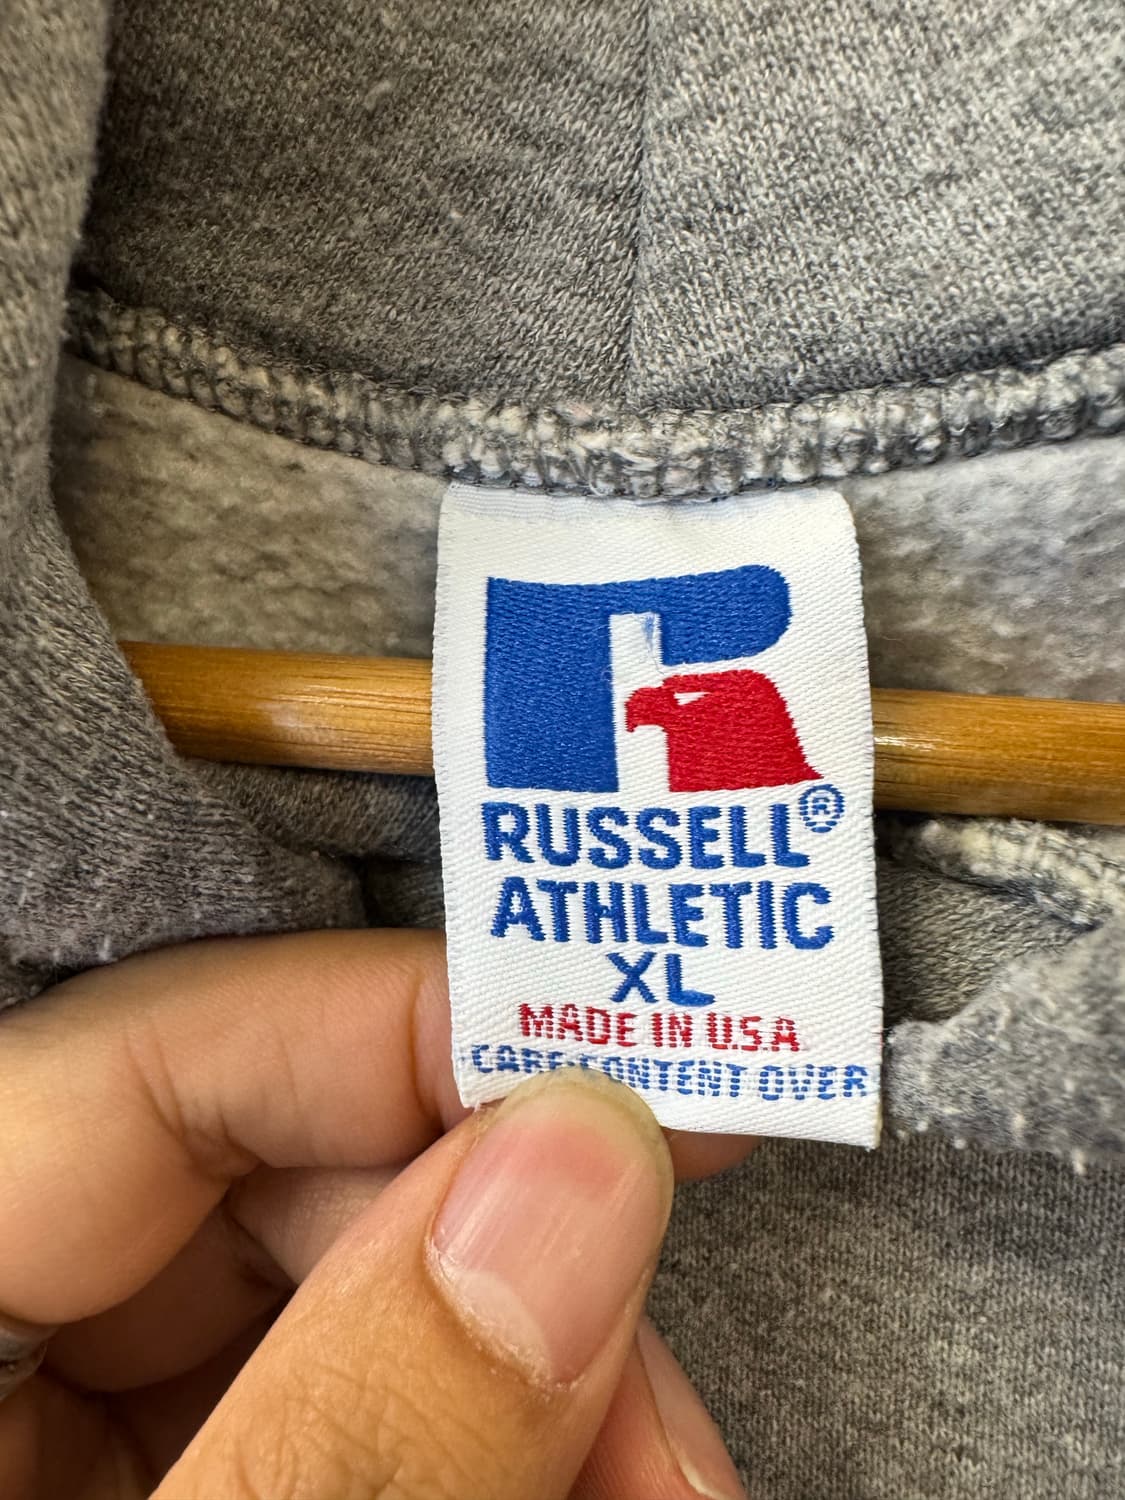 RUSSELL®
ATHLETIC
XL
MADE IN U.S.A
CARE·CONTENT OVER